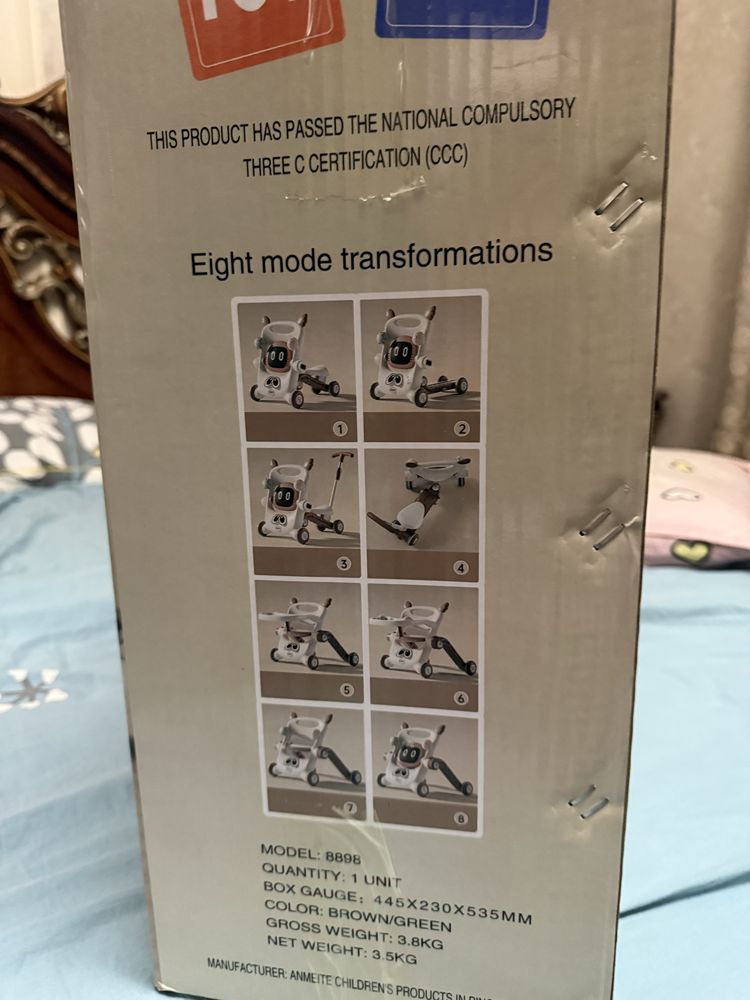 THIS PRODUCT HAS PASSED THE NATIONAL COMPULSORY
THREE C CERTIFICATION (CCC)
Eight mode transformations
1
2
3
4
5
6
7
8
MODEL: 8898
QUANTITY: 1 UNIT
BOX GAUGE: 445X230X535MM
COLOR: BROWN/GREEN
GROSS WEIGHT: 3.8KG
NET WEIGHT: 3.5KG
MANUFACTURER: ANMEITE CHILDREN'S PRODUCTS IN